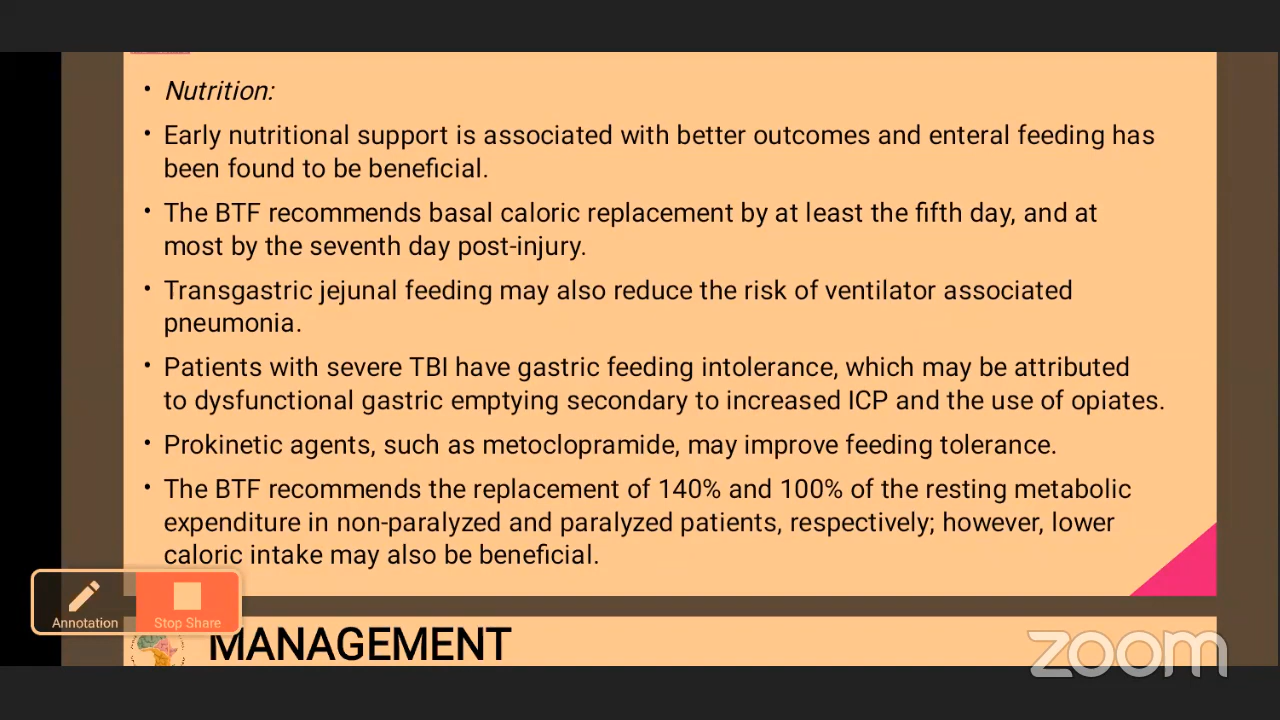 • Nutrition:
• Early nutritional support is associated with better outcomes and enteral feeding has
been found to be beneficial.
• The BTF recommends basal caloric replacement by at least the fifth day, and at
most by the seventh day post-injury.
• Transgastric jejunal feeding may also reduce the risk of ventilator associated
pneumonia.
• Patients with severe TBI have gastric feeding intolerance, which may be attributed
to dysfunctional gastric emptying secondary to increased ICP and the use of opiates.
• Prokinetic agents, such as metoclopramide, may improve feeding tolerance.
• The BTF recommends the replacement of 140% and 100% of the resting metabolic
expenditure in non-paralyzed and paralyzed patients, respectively; however, lower
caloric intake may also be beneficial.
Annotation
Stop Share
MANAGEMENT
zoom